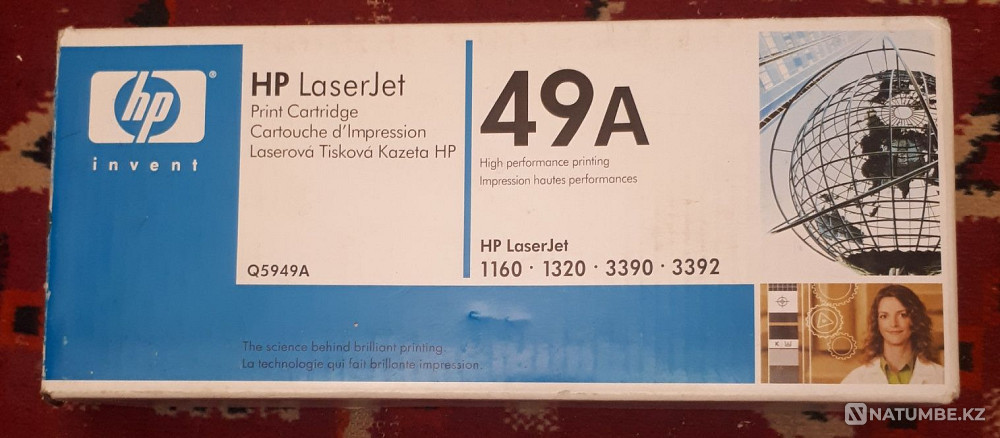 hp
®
invent
HP LaserJet
Print Cartridge
Cartouche d'Impression
Laserová Tisková Kazeta HP
Q5949A
49A
High performance printing
Impression hautes performances
HP LaserJet
1160 · 1320 · 3390 · 3392
The science behind brilliant printing.
La technologie qui fait brillante impression.
K
NATUMBE.KZ